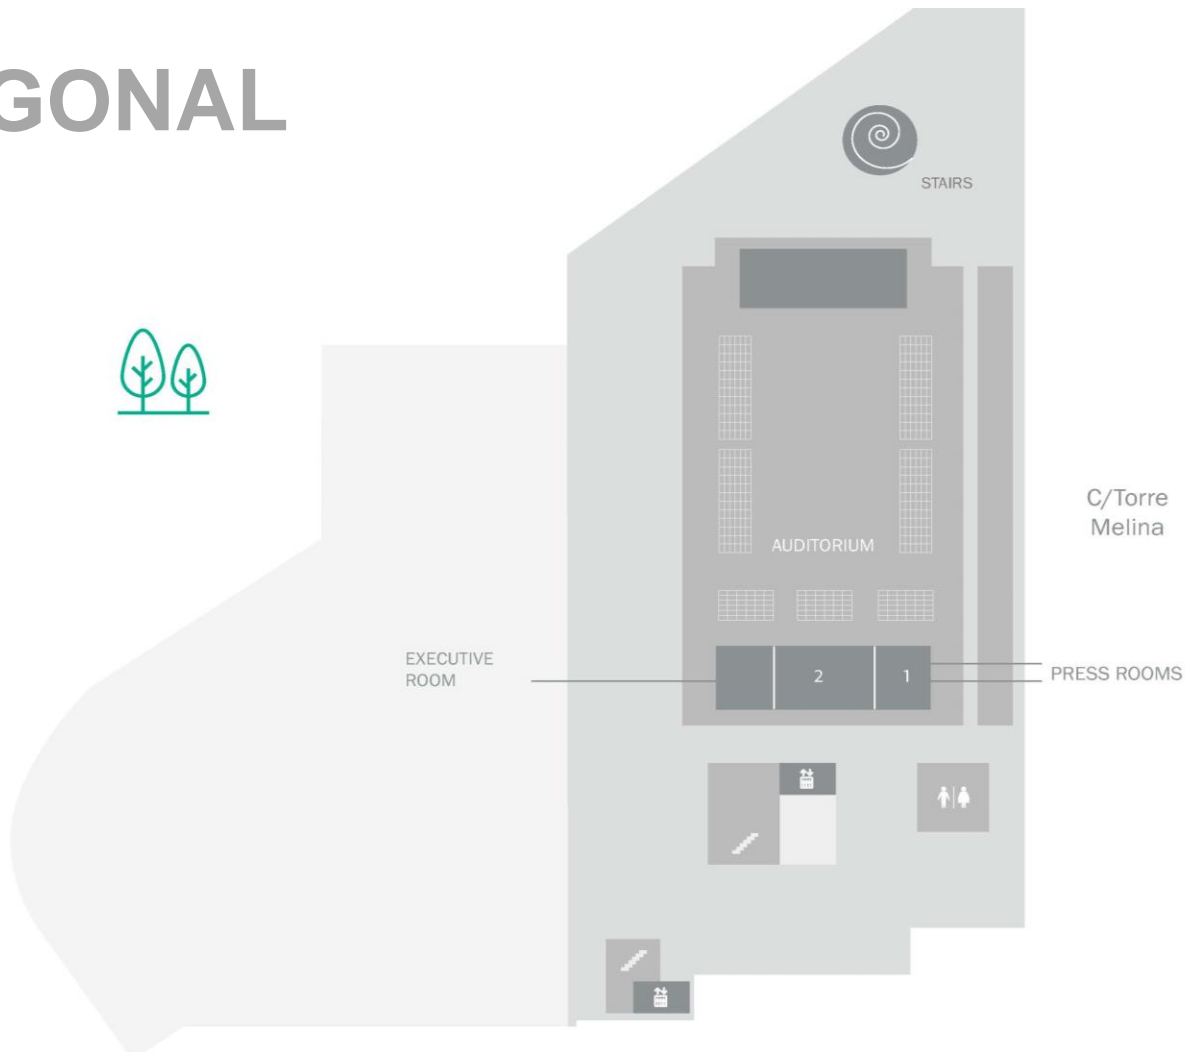 GONAL
STAIRS
C/Torre
Melina
AUDITORIUM
EXECUTIVE
ROOM
2
1
PRESS ROOMS